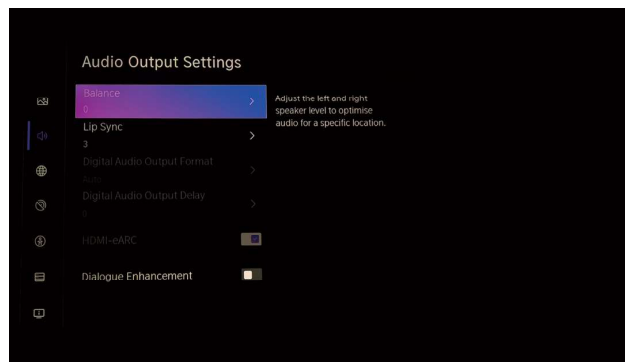 Audio Output Settings
Balance
0
Adjust the left and right
speaker level to optimise
audio for a specific location.
Lip Sync
3
Digital Audio Output Format
Auto
Digital Audio Output Delay
HDMI-eARC
Dialogue Enhancement